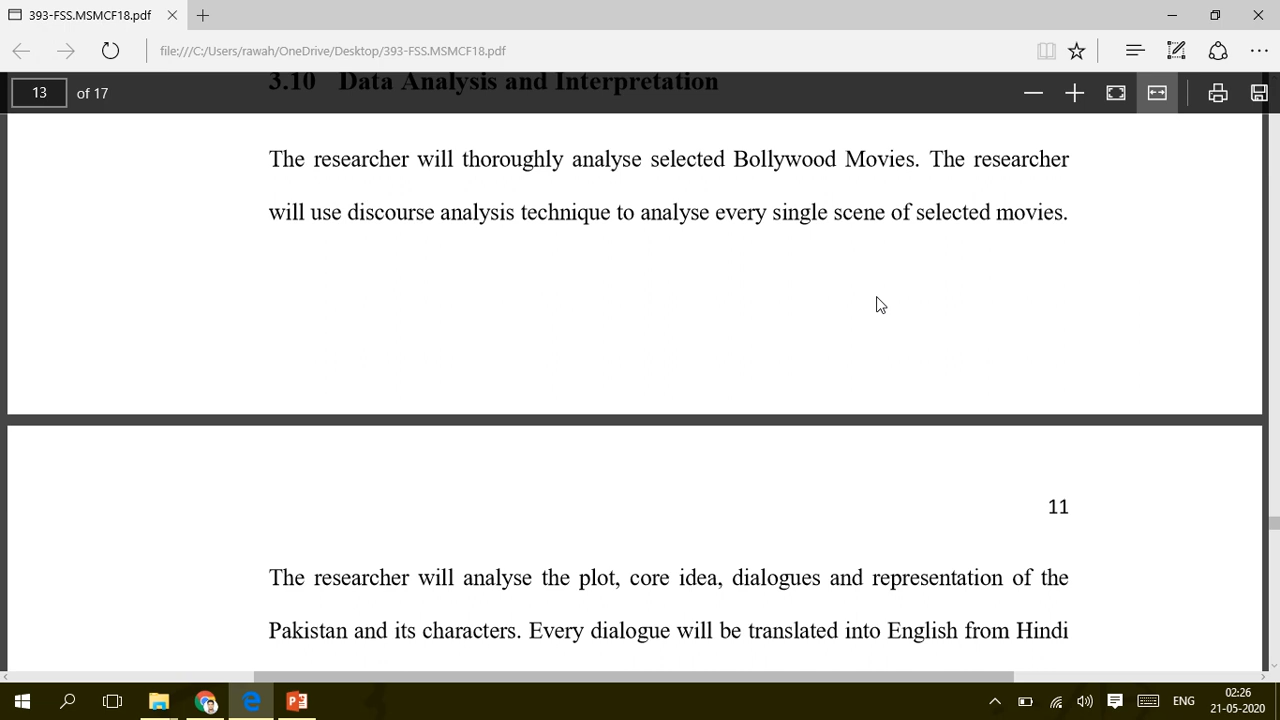 393-FSS.MSMCF18.pdf
file:///C:/Users/rawah/OneDrive/Desktop/393-FSS.MSMCF18.pdf
3.10 Data Analysis and Interpretation
13 of 17
The researcher will thoroughly analyse selected Bollywood Movies. The researcher
will use discourse analysis technique to analyse every single scene of selected movies.
11
The researcher will analyse the plot, core idea, dialogues and representation of the
Pakistan and its characters. Every dialogue will be translated into English from Hindi
ENG
02:26
21-05-2020